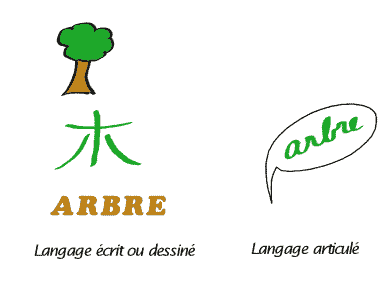 木
ARBRE
Langage écrit ou dessiné
arbre
Langage articulé